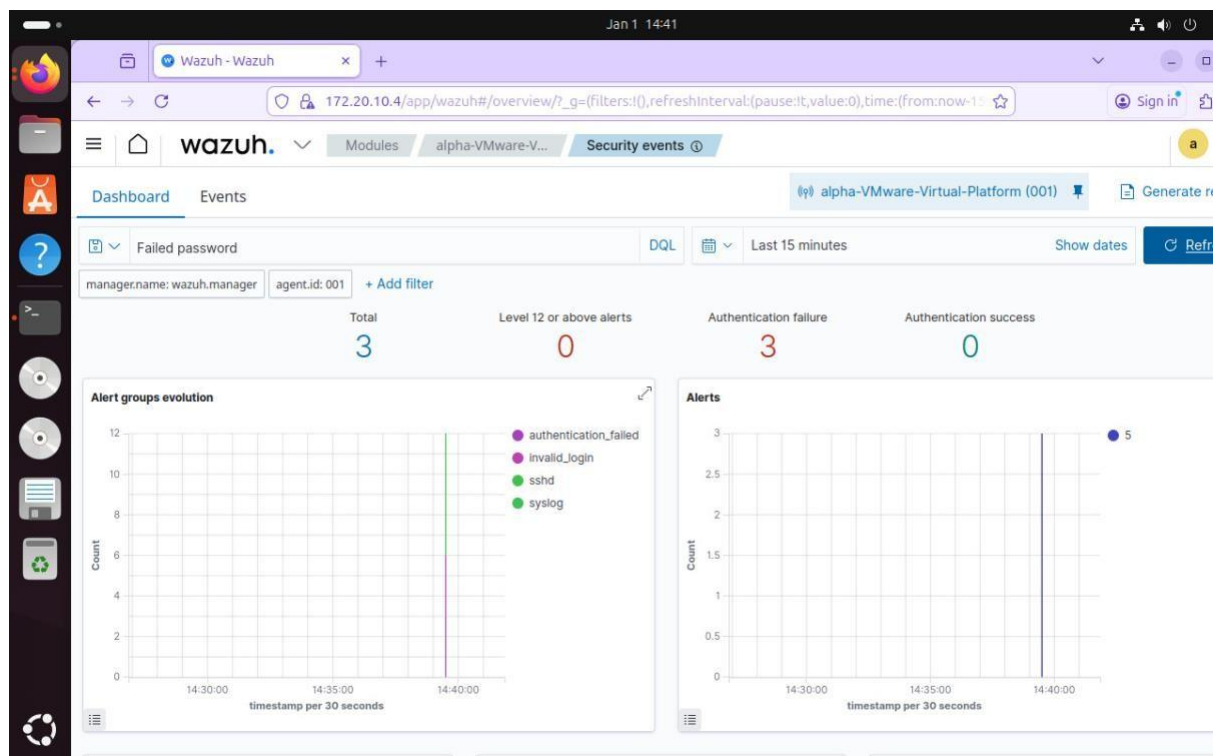 Jan 1 14:41
Wazuh - Wazuh
172.20.10.4/app/wazuh#/overview/?_g=(filters:!(),refreshInterval:(pause:!t,value:0),time:(from:now-1
Sign in
wazuh.
Modules
alpha-VMware-V...
Security events
a
Dashboard
Events
alpha-VMware-Virtual-Platform (001)
Generate re
Failed password
DQL
Last 15 minutes
Show dates
Refr
manager.name: wazuh.manager
agent.id: 001
+ Add filter
Total
3
Level 12 or above alerts
0
Authentication failure
3
Authentication success
0
Alert groups evolution
12
10
8
6
4
2
0
Count
14:30:00
14:35:00
14:40:00
timestamp per 30 seconds
authentication_failed
invalid_login
sshd
syslog
Alerts
3
2.5
2
1.5
1
0.5
0
Count
14:30:00
14:35:00
14:40:00
timestamp per 30 seconds
5